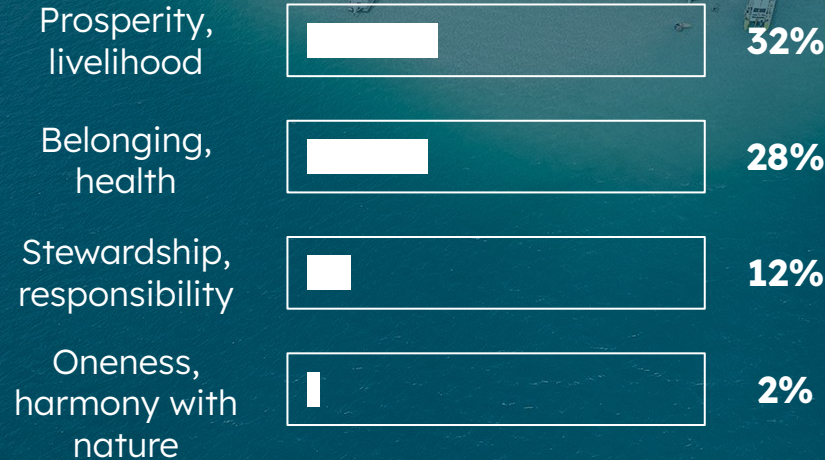 Prosperity,
livelihood
32%
Belonging,
health
28%
Stewardship,
responsibility
12%
Oneness,
harmony with
nature
2%